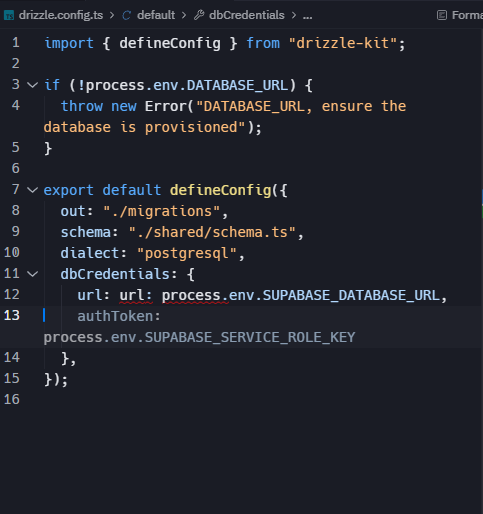 drizzle.config.ts > default > dbCredentials > ...
Forma
1 import { defineConfig } from "drizzle-kit";
2
3 if (!process.env.DATABASE_URL) {
4 throw new Error("DATABASE_URL, ensure the
database is provisioned");
5 }
6
7 export default defineConfig({
8 out: "./migrations",
9 schema: "./shared/schema.ts",
10 dialect: "postgresql",
11 dbCredentials: {
12 url: url: process.env.SUPABASE_DATABASE_URL,
13 authToken:
process.env.SUPABASE_SERVICE_ROLE_KEY
14 },
15 });
16